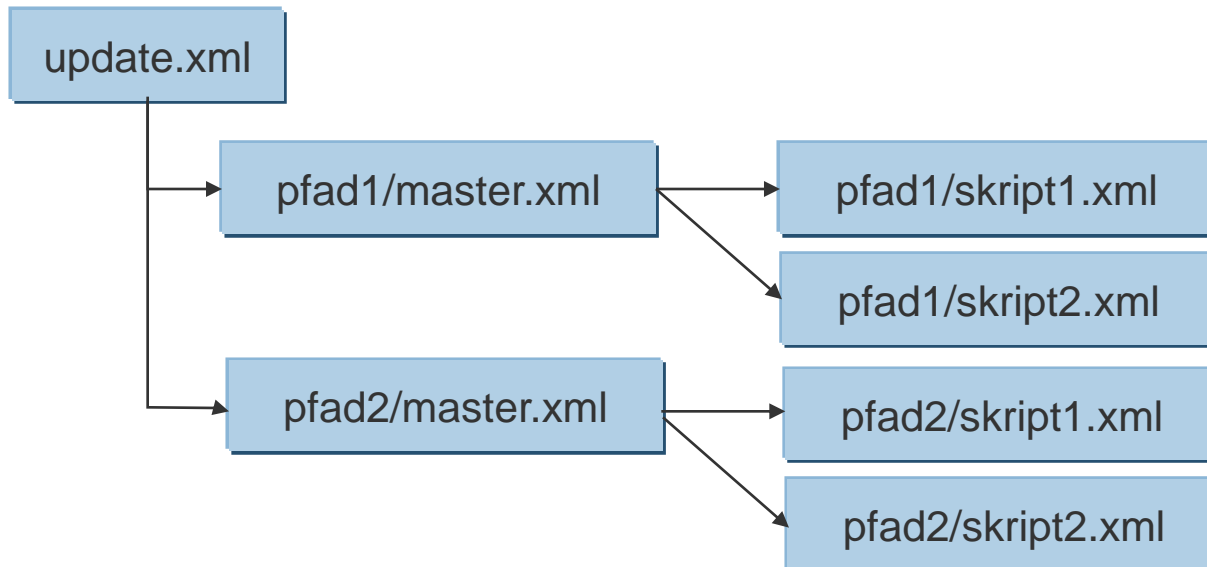 update.xml
pfad1/master.xml
pfad1/skript1.xml
pfad1/skript2.xml
pfad2/master.xml
pfad2/skript1.xml
pfad2/skript2.xml